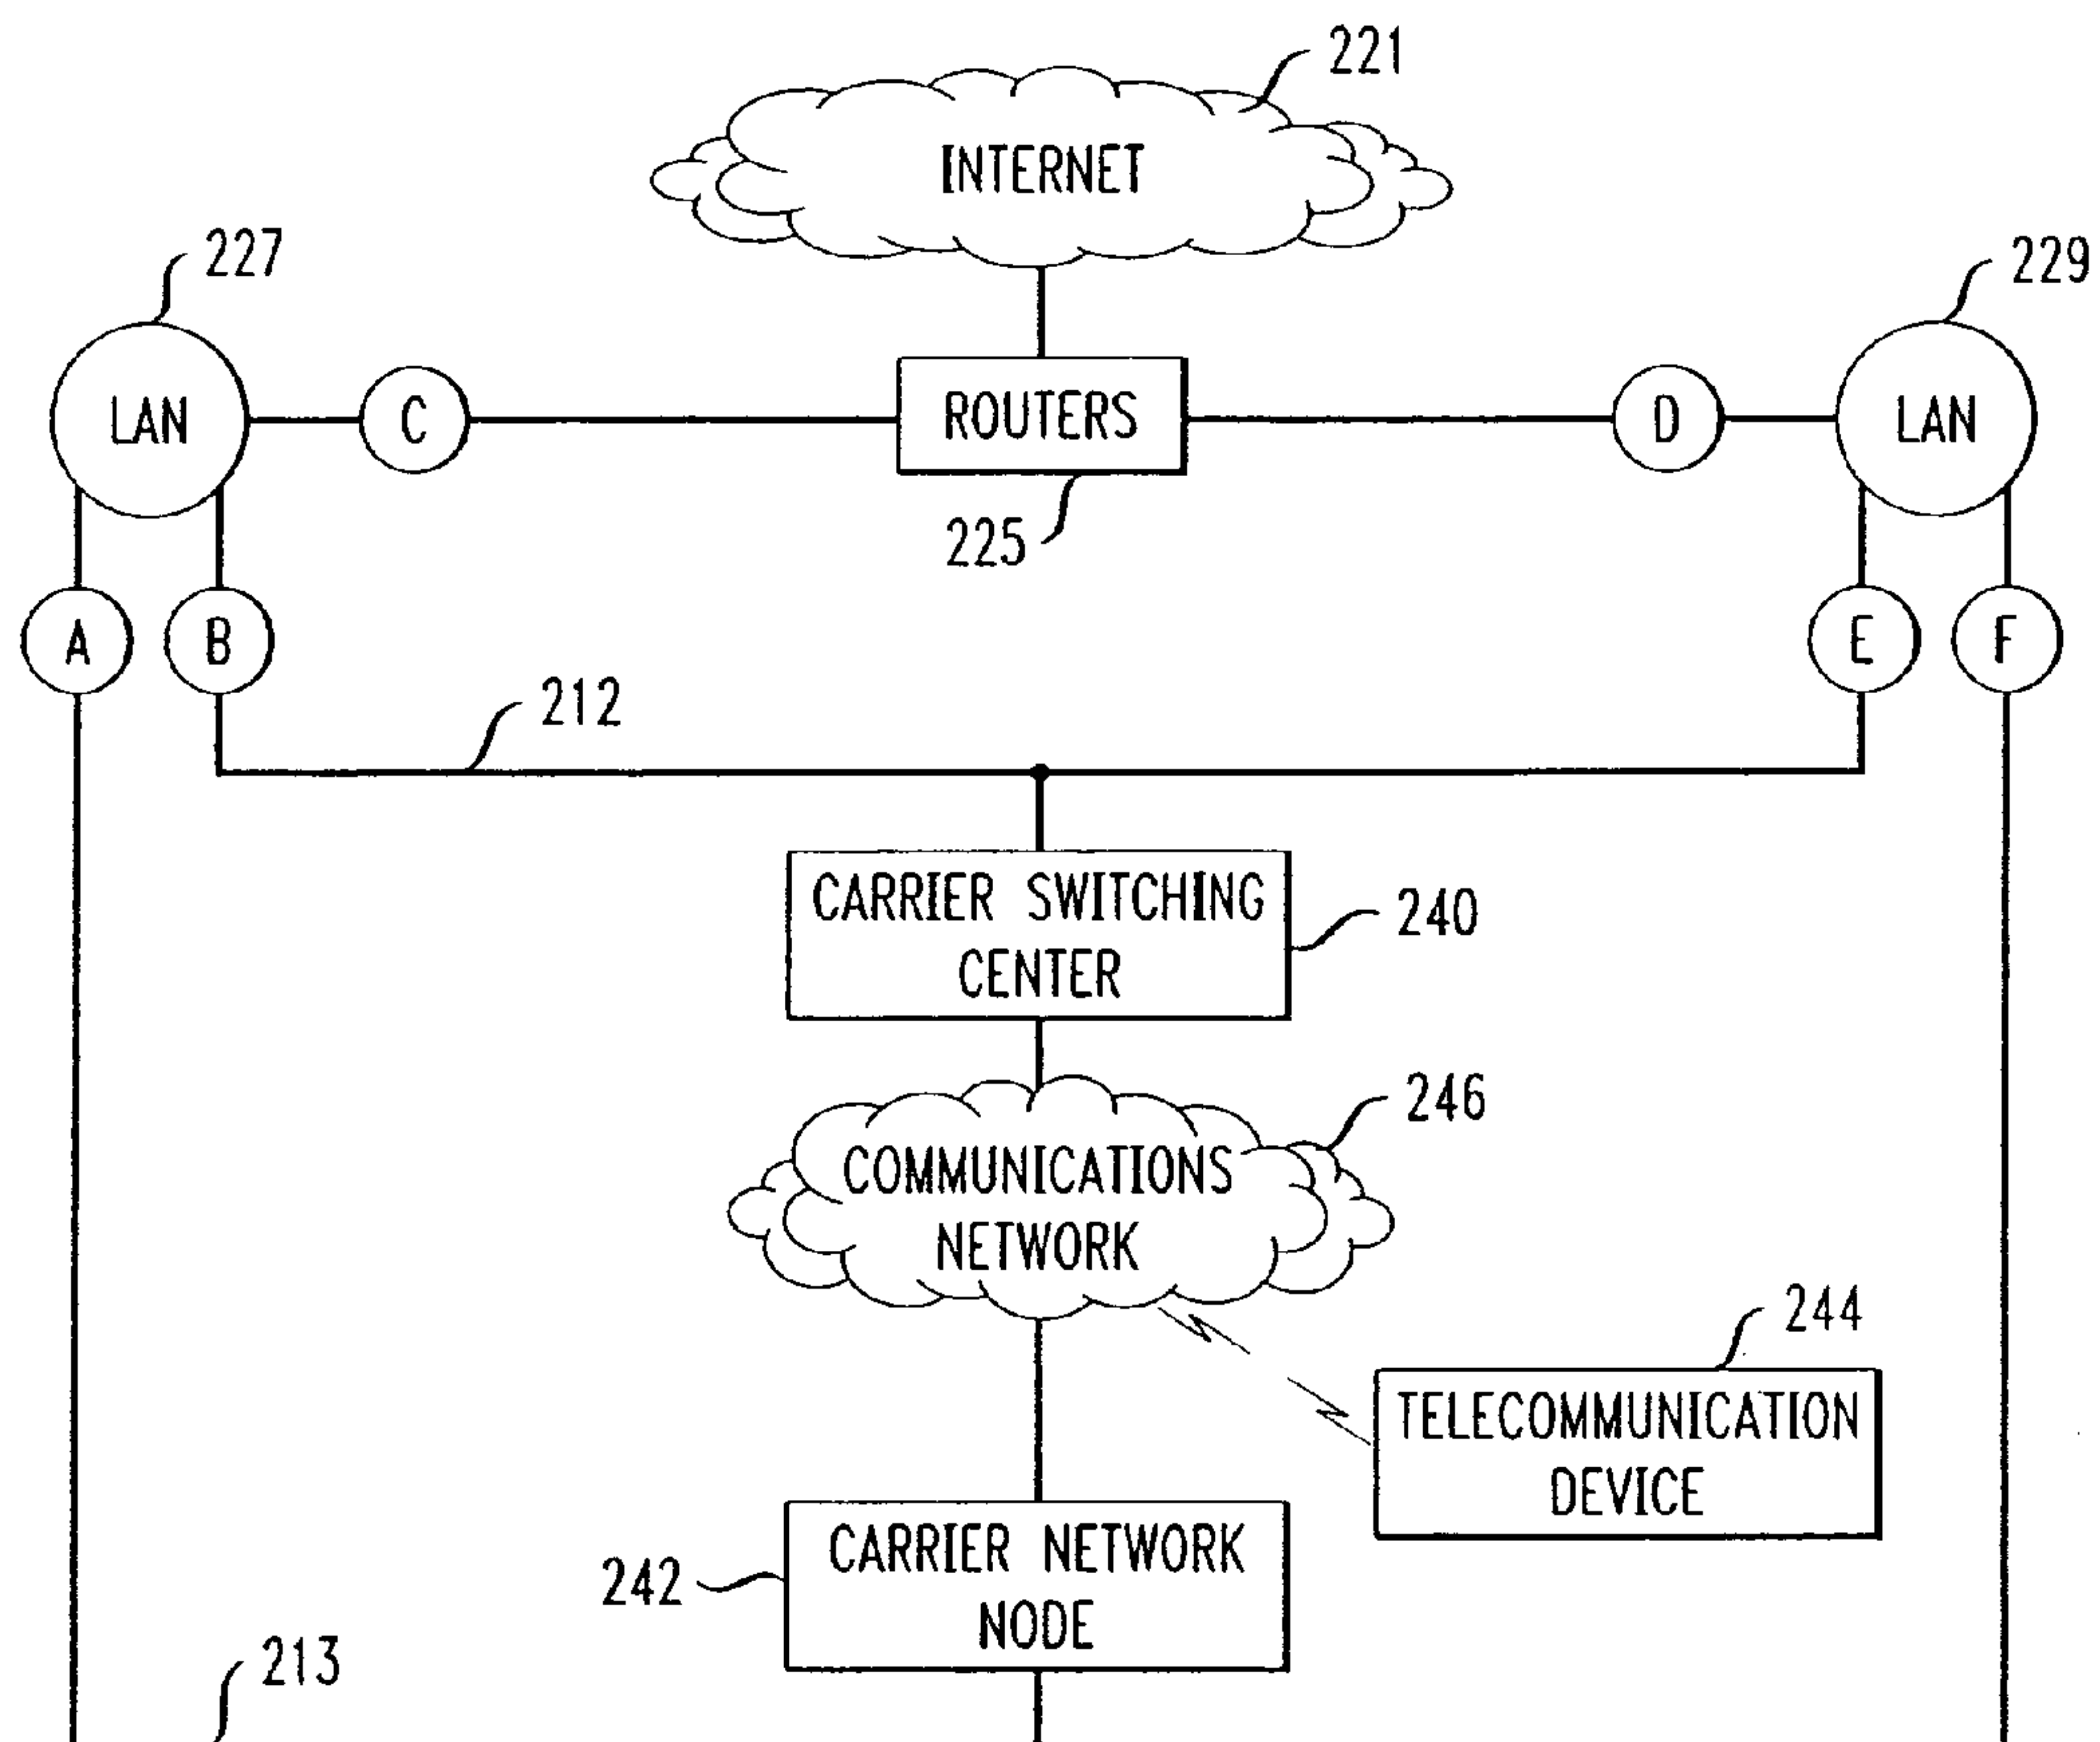 221
INTERNET
227
229
LAN
C
ROUTERS
D
LAN
225
A
B
E
F
212
CARRIER SWITCHING
CENTER
240
246
COMMUNICATIONS
NETWORK
244
TELECOMMUNICATION
DEVICE
CARRIER NETWORK
NODE
242
213